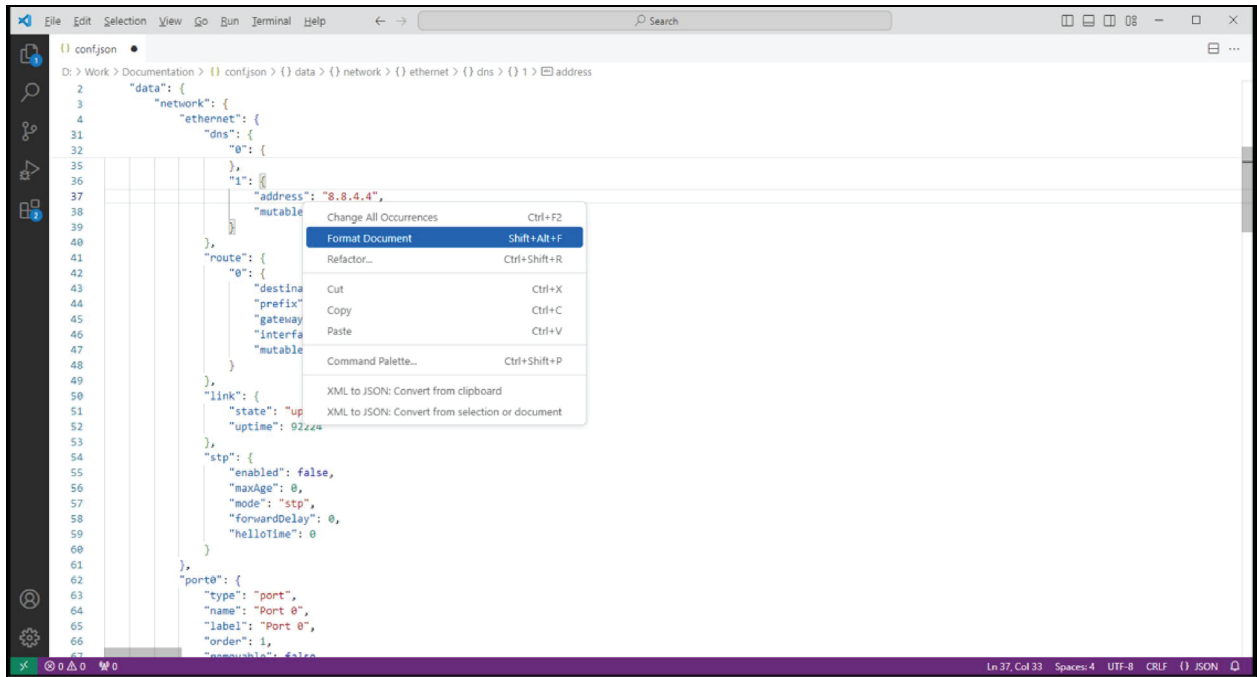 File Edit Selection View Go Run Terminal Help Search
conf.json
D: > Work > Documentation > {} conf.json > {} data > {} network > {} ethernet > {} dns > {} 1 > address
2 "data": {
3 "network": {
4 "ethernet": {
31 "dns": {
32 "0": {
35 },
36 "1": {
37 "address": "8.8.4.4",
38 "mutable
39 }
40 },
41 "route": {
42 "0": {
43 "destina
44 "prefix"
45 "gateway
46 "interfa
47 "mutable
48 }
49 },
50 "link": {
51 "state": "up
52 "uptime": 92224
53 },
54 "stp": {
55 "enabled": false,
56 "maxAge": 0,
57 "mode": "stp",
58 "forwardDelay": 0,
59 "helloTime": 0
60 }
61 },
62 "port0": {
63 "type": "port",
64 "name": "Port 0",
65 "label": "Port 0",
66 "order": 1,
67 "removable": false
Change All Occurrences Ctrl+F2
Format Document Shift+Alt+F
Refactor... Ctrl+Shift+R
Cut Ctrl+X
Copy Ctrl+C
Paste Ctrl+V
Command Palette... Ctrl+Shift+P
XML to JSON: Convert from clipboard
XML to JSON: Convert from selection or document
1
2
0 0 0 Ln 37, Col 33 Spaces: 4 UTF-8 CRLF {} JSON